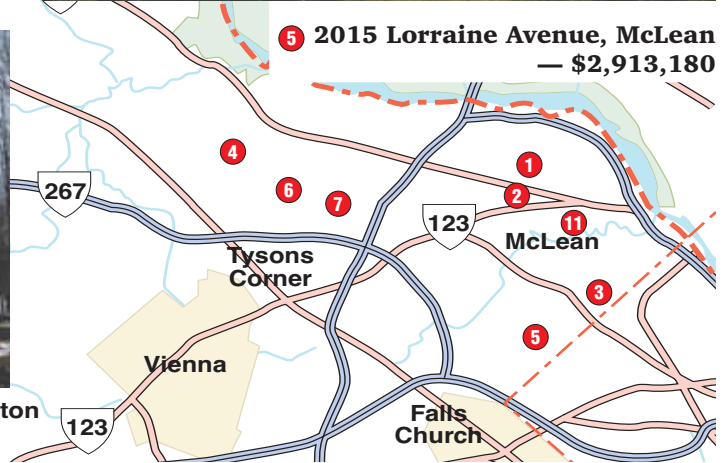 5 2015 Lorraine Avenue, McLean
— $2,913,180
4
1
6
2
7
267
123
11
McLean
Tysons
Corner
3
5
Vienna
ton
123
Falls
Church